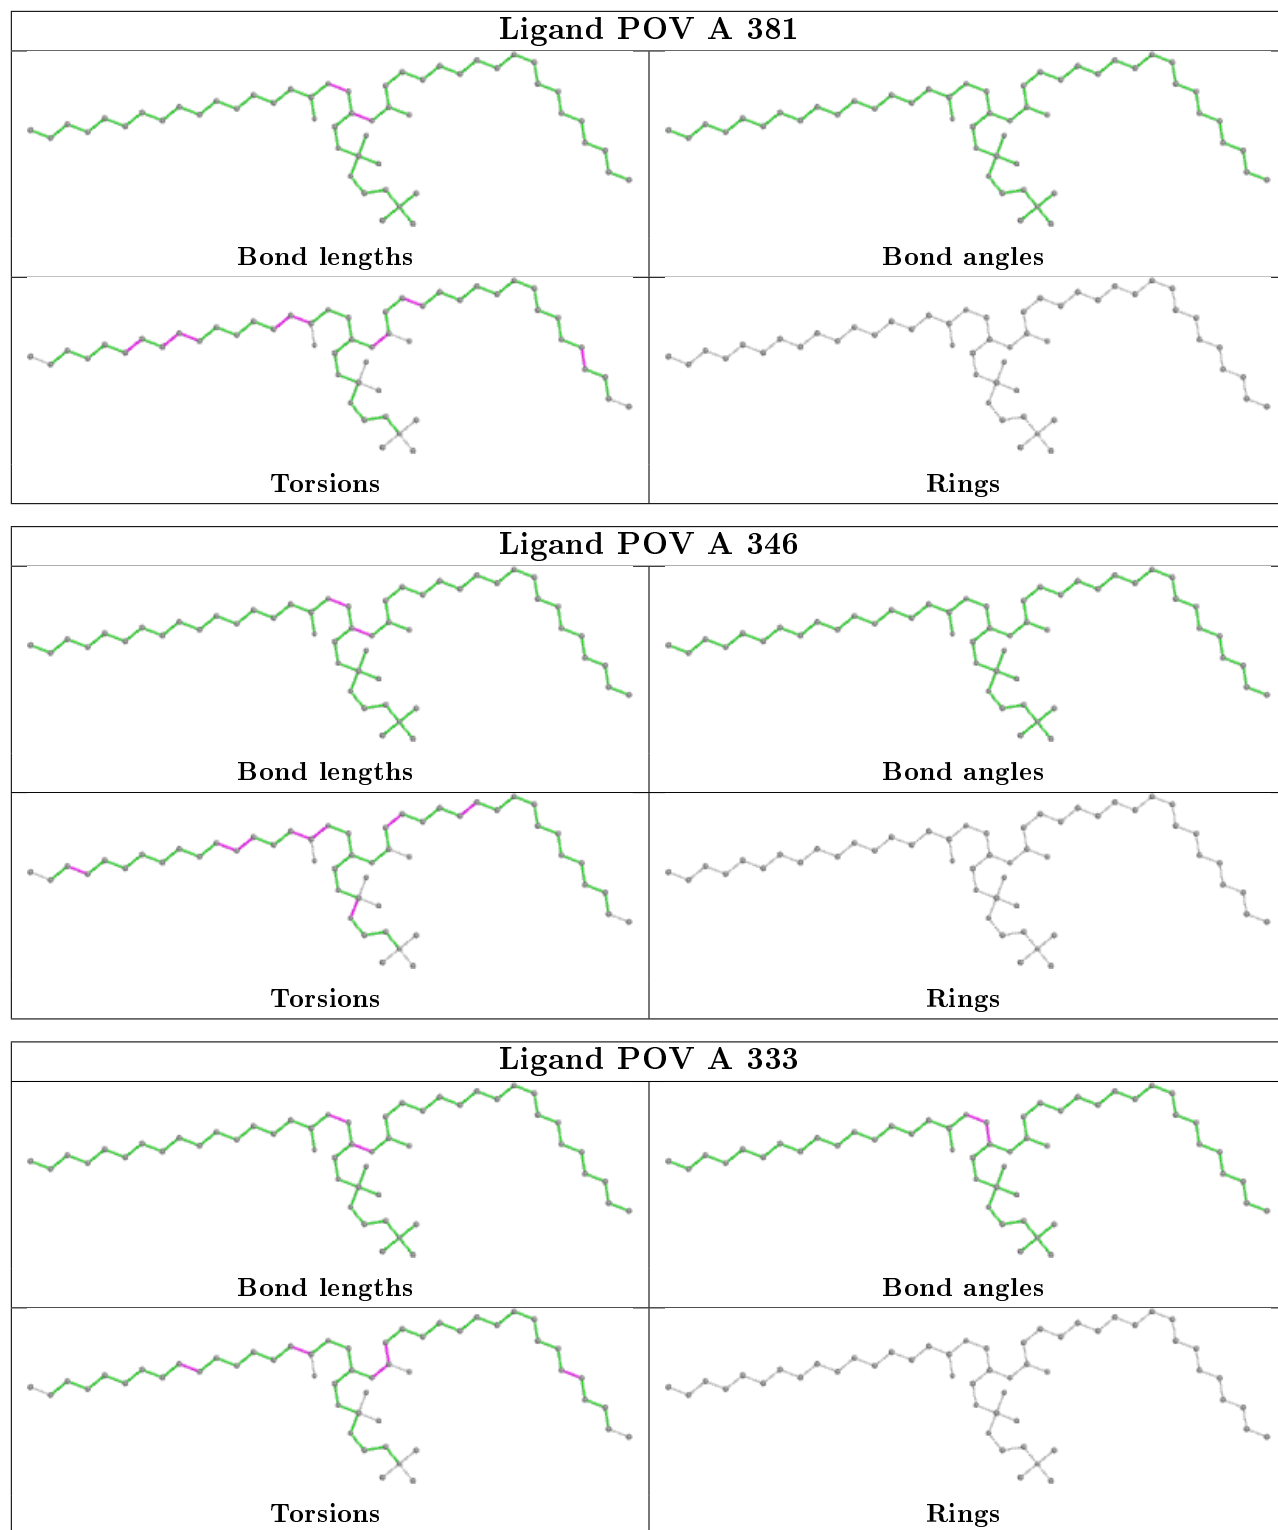 Ligand POV A 381
Bond lengths
Bond angles
Torsions
Rings
Ligand POV A 346
Bond lengths
Bond angles
Torsions
Rings
Ligand POV A 333
Bond lengths
Bond angles
Torsions
Rings